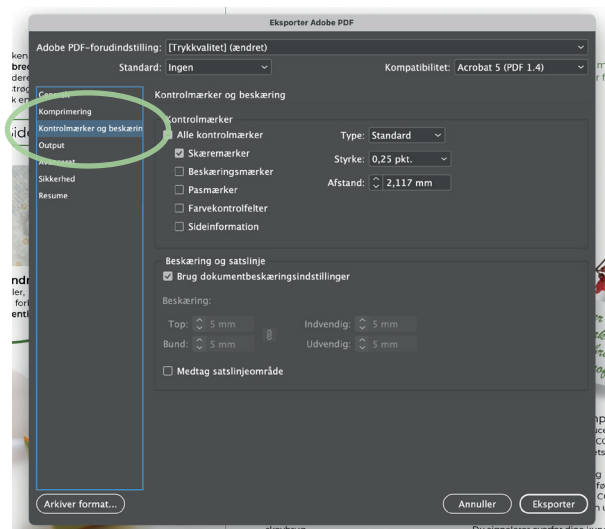 Eksporter Adobe PDF
Adobe PDF-forudindstilling: [Trykkvalitet] (ændret)
Standard: Ingen Kompatibilitet: Acrobat 5 (PDF 1.4)
Generelt
Komprimering
Kontrolmærker og beskærin
Output
Avanceret
Sikkerhed
Resume
Kontrolmærker og beskæring
Kontrolmærker
Alle kontrolmærker
Skæremærker
Beskæringsmærker
Pasmærker
Farvekontrolfelter
Sideinformation
Type: Standard
Styrke: 0,25 pkt.
Afstand: 2,117 mm
Beskæring og satslinje
Brug dokumentbeskæringsindstillinger
Beskæring:
Top: 5 mm Indvendig: 5 mm
Bund: 5 mm Udvendig: 5 mm
Medtag satslinjeområde
Arkiver format... Annuller Eksporter